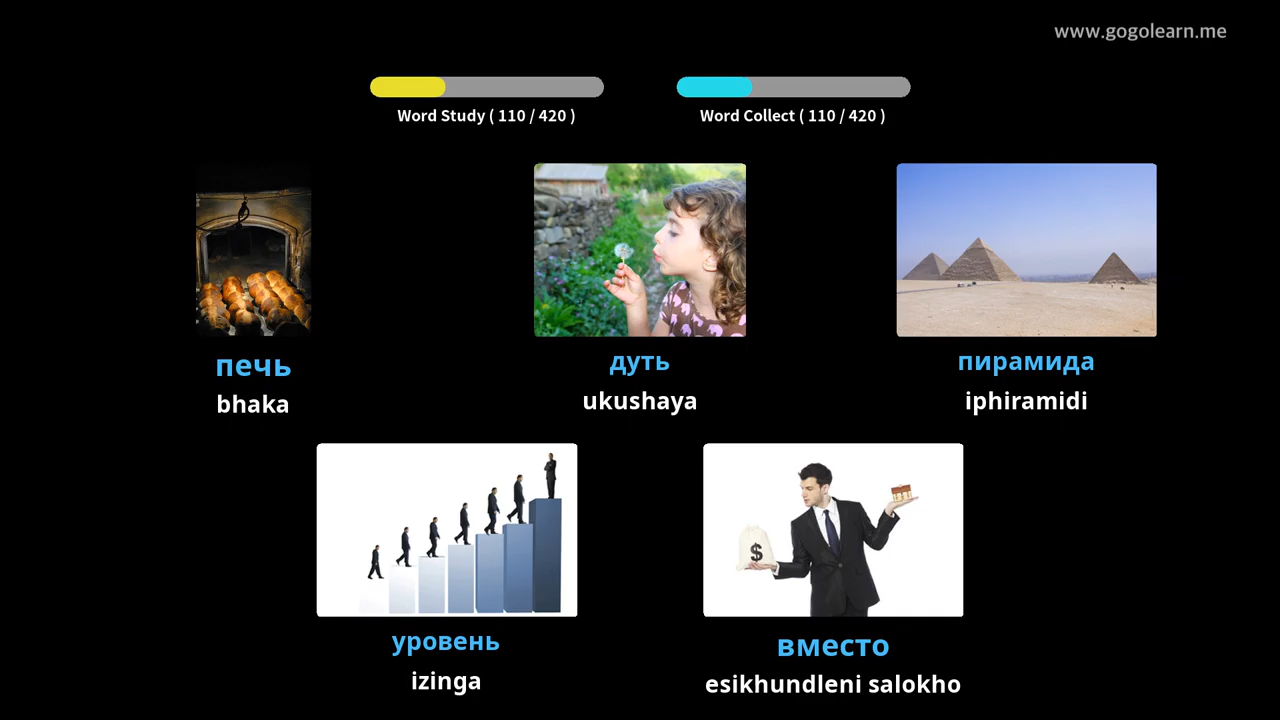 www.gogolearn.me
Word Study ( 110 / 420 )
Word Collect ( 110 / 420 )
печь
bhaka
дуть
ukushaya
пирамида
iphiramidi
$
уровень
izinga
вместо
esikhundleni salokho